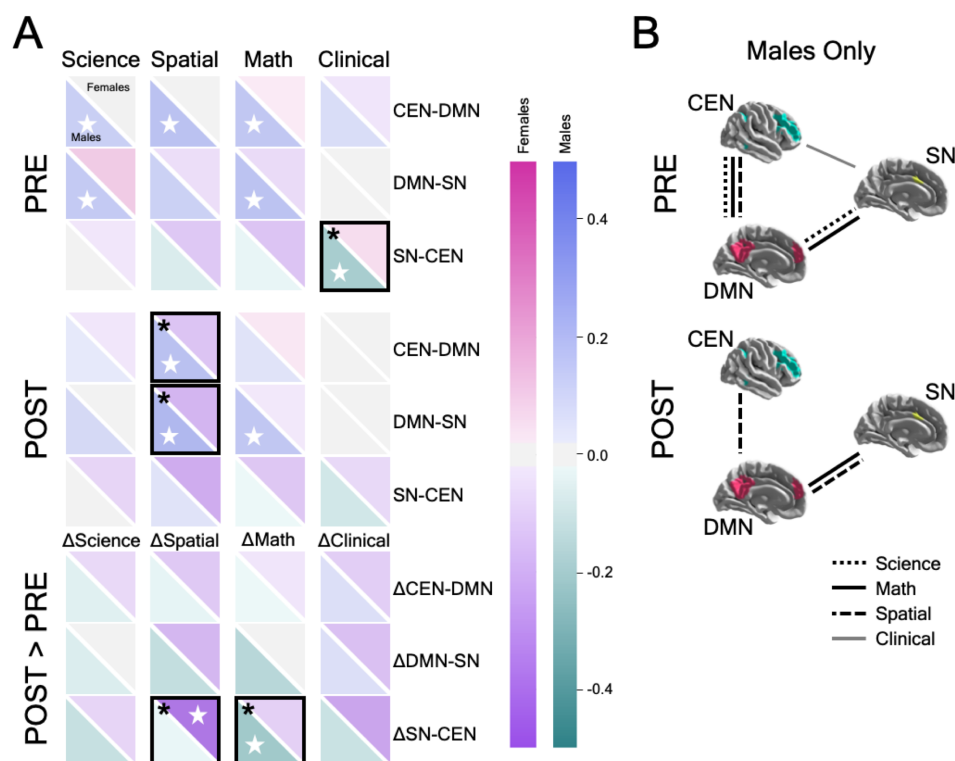 A
Science Spatial Math Clinical
Females
Males
PRE
CEN-DMN
DMN-SN
* SN-CEN
POST
* CEN-DMN
* DMN-SN
SN-CEN
ΔScience ΔSpatial ΔMath ΔClinical
POST > PRE
ΔCEN-DMN
ΔDMN-SN
* * ΔSN-CEN
Females Males
0.4
0.2
0.0
-0.2
-0.4
B
Males Only
PRE
CEN
SN
DMN
POST
CEN
SN
DMN
Science
Math
Spatial
Clinical